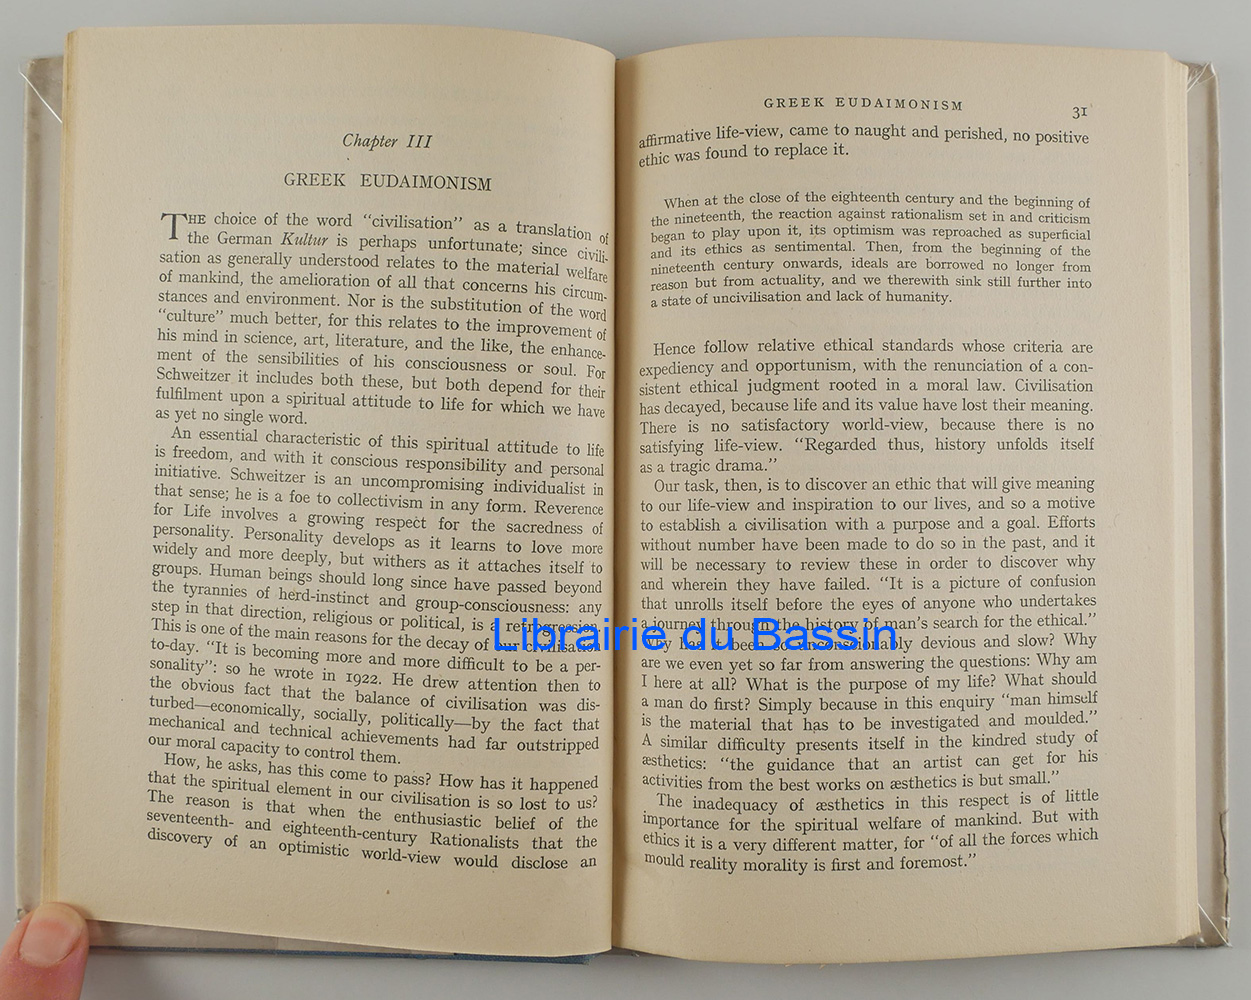 Chapter III
GREEK EUDAIMONISM
THE choice of the word “civilisation” as a translation of
the German Kultur is perhaps unfortunate; since civili-
sation as generally understood relates to the material welfare
of mankind, the amelioration of all that concerns his circum-
stances and environment. Nor is the substitution of the word
“culture” much better, for this relates to the improvement of
his mind in science, art, literature, and the like, the enhance-
ment of the sensibilities of his consciousness or soul. For
Schweitzer it includes both these, but both depend for their
fulfilment upon a spiritual attitude to life for which we have
as yet no single word.
An essential characteristic of this spiritual attitude to life
is freedom, and with it conscious responsibility and personal
initiative. Schweitzer is an uncompromising individualist in
that sense; he is a foe to collectivism in any form. Reverence
for Life involves a growing respect for the sacredness of
personality. Personality develops as it learns to love more
widely and more deeply, but withers as it attaches itself to
groups. Human beings should long since have passed beyond
the tyrannies of herd-instinct and group-consciousness: any
step in that direction, religious or political, is a retrogression.
This is one of the main reasons for the decay of our civilisation
to-day. “It is becoming more and more difficult to be a per-
sonality”: so he wrote in 1922. He drew attention then to
the obvious fact that the balance of civilisation was dis-
turbed—economically, socially, politically—by the fact that
mechanical and technical achievements had far outstripped
our moral capacity to control them.
How, he asks, has this come to pass? How has it happened
that the spiritual element in our civilisation is so lost to us?
The reason is that when the enthusiastic belief of the
seventeenth- and eighteenth-century Rationalists that the
discovery of an optimistic world-view would disclose an
GREEK EUDAIMONISM 31
affirmative life-view, came to naught and perished, no positive
ethic was found to replace it.
When at the close of the eighteenth century and the beginning of
the nineteenth, the reaction against rationalism set in and criticism
began to play upon it, its optimism was reproached as superficial
and its ethics as sentimental. Then, from the beginning of the
nineteenth century onwards, ideals are borrowed no longer from
reason but from actuality, and we therewith sink still further into
a state of uncivilisation and lack of humanity.
Hence follow relative ethical standards whose criteria are
expediency and opportunism, with the renunciation of a con-
sistent ethical judgment rooted in a moral law. Civilisation
has decayed, because life and its value have lost their meaning.
There is no satisfactory world-view, because there is no
satisfying life-view. “Regarded thus, history unfolds itself
as a tragic drama.”
Our task, then, is to discover an ethic that will give meaning
to our life-view and inspiration to our lives, and so a motive
to establish a civilisation with a purpose and a goal. Efforts
without number have been made to do so in the past, and it
will be necessary to review these in order to discover why
and wherein they have failed. “It is a picture of confusion
that unrolls itself before the eyes of anyone who undertakes
a journey through the history of man’s search for the ethical.”
Why has it been so unconscionably devious and slow? Why
are we even yet so far from answering the questions: Why am
I here at all? What is the purpose of my life? What should
a man do first? Simply because in this enquiry “man himself
is the material that has to be investigated and moulded.”
A similar difficulty presents itself in the kindred study of
æsthetics: “the guidance that an artist can get for his
activities from the best works on æsthetics is but small.”
The inadequacy of æsthetics in this respect is of little
importance for the spiritual welfare of mankind. But with
ethics it is a very different matter, for “of all the forces which
mould reality morality is first and foremost.”
Librairie du Bassin